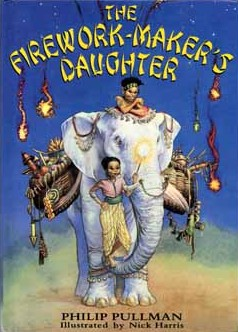 THE
FIREWORK-MAKER'S
DAUGHTER
PHILIP PULLMAN
Illustrated by Nick Harris